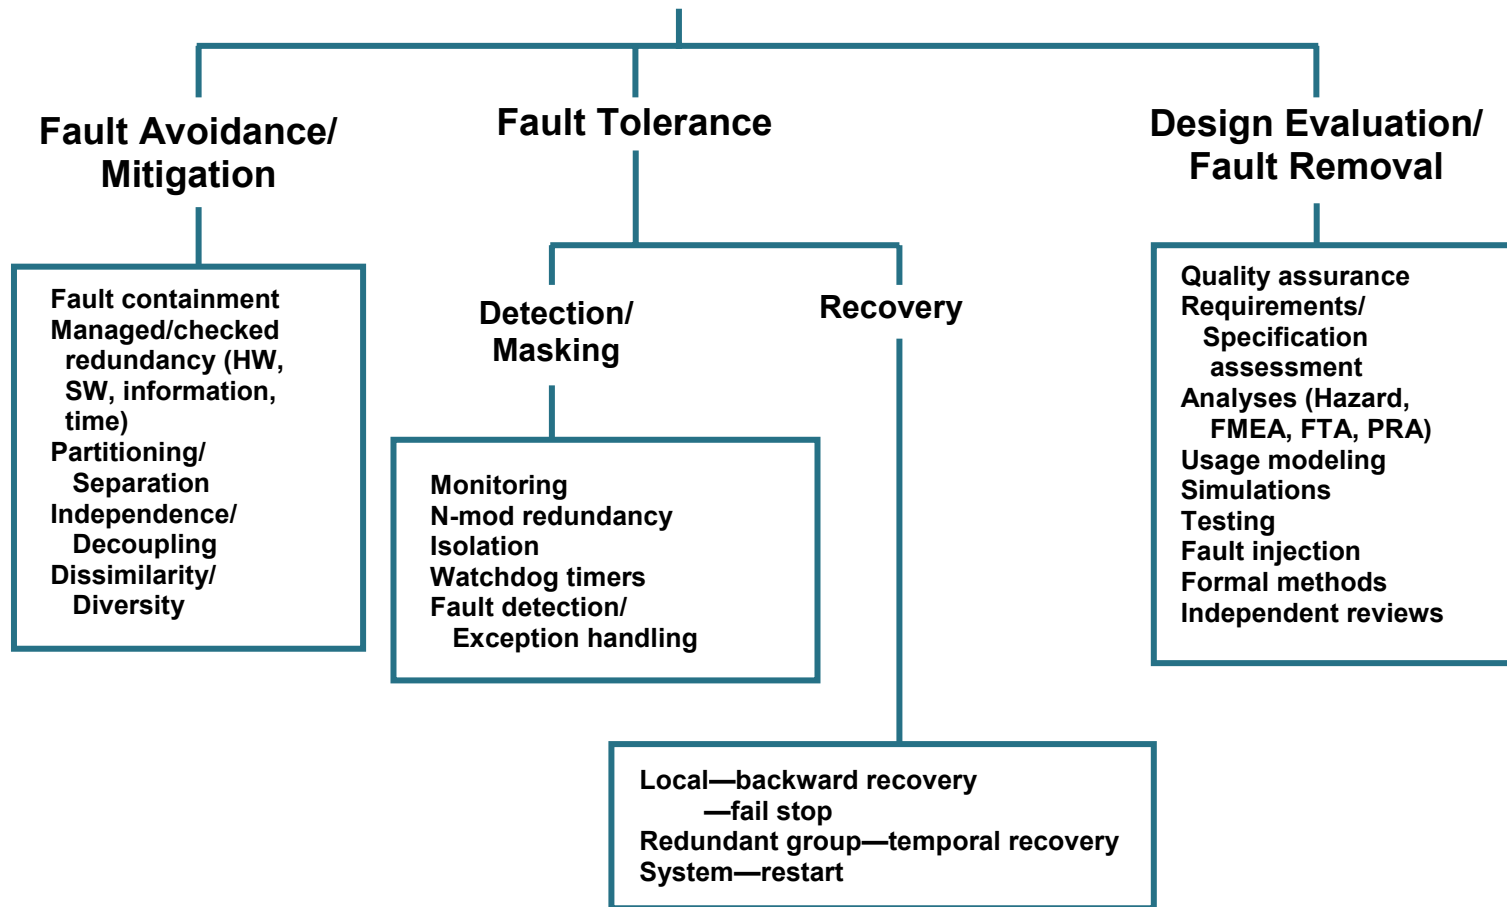 Fault Avoidance/
Mitigation
Fault Tolerance
Design Evaluation/
Fault Removal
Fault containment
Managed/checked
redundancy (HW,
SW, information,
time)
Partitioning/
Separation
Independence/
Decoupling
Dissimilarity/
Diversity
Detection/
Masking
Recovery
Monitoring
N-mod redundancy
Isolation
Watchdog timers
Fault detection/
Exception handling
Local—backward recovery
—fail stop
Redundant group—temporal recovery
System—restart
Quality assurance
Requirements/
Specification
assessment
Analyses (Hazard,
FMEA, FTA, PRA)
Usage modeling
Simulations
Testing
Fault injection
Formal methods
Independent reviews